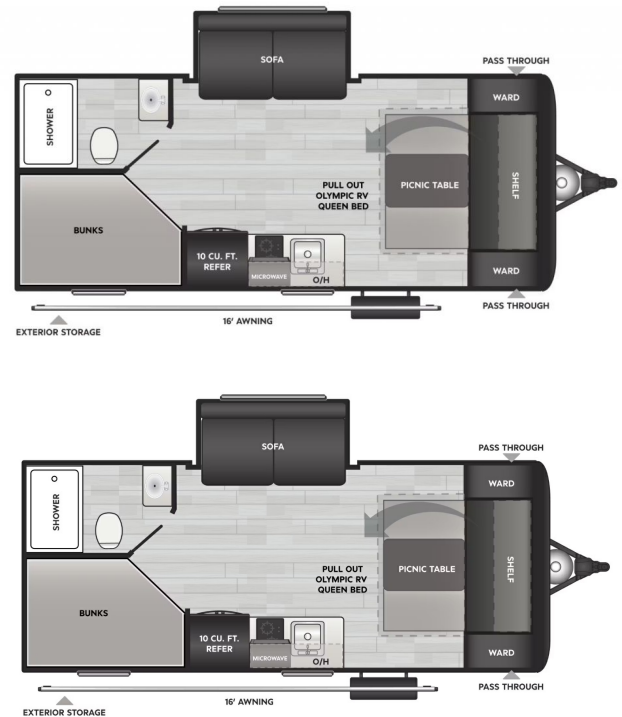 SOFA
PASS THROUGH
WARD
SHOWER
PULL OUT
OLYMPIC RV
QUEEN BED
PICNIC TABLE
SHELF
BUNKS
10 CU. FT.
REFER
MICROWAVE
O/H
WARD
PASS THROUGH
16' AWNING
EXTERIOR STORAGE
SOFA
PASS THROUGH
WARD
SHOWER
PULL OUT
OLYMPIC RV
QUEEN BED
PICNIC TABLE
SHELF
BUNKS
10 CU. FT.
REFER
MICROWAVE
O/H
WARD
PASS THROUGH
16' AWNING
EXTERIOR STORAGE